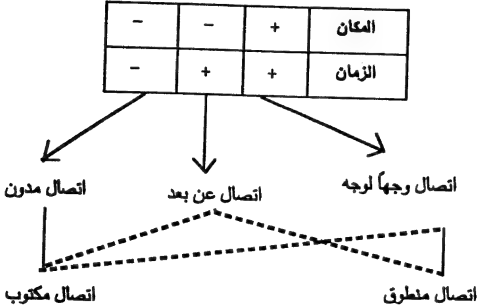 المكان + − −
الزمان + + −
اتصال وجهاً لوجه اتصال عن بعد اتصال مدون
اتصال منطوق اتصال مكتوب